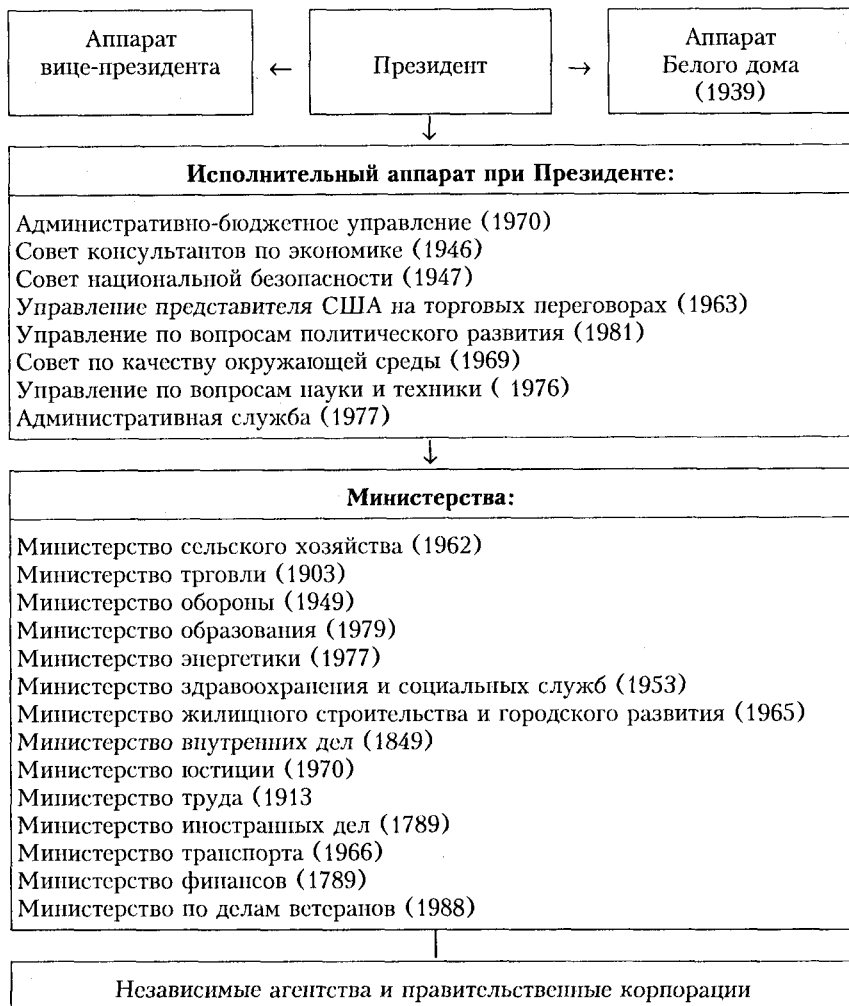 Аппарат
вице-президента
←
Президент
→
Аппарат
Белого дома
(1939)
↓
Исполнительный аппарат при Президенте:
Административно-бюджетное управление (1970)
Совет консультантов по экономике (1946)
Совет национальной безопасности (1947)
Управление представителя США на торговых переговорах (1963)
Управление по вопросам политического развития (1981)
Совет по качеству окружающей среды (1969)
Управление по вопросам науки и техники ( 1976)
Административная служба (1977)
↓
Министерства:
Министерство сельского хозяйства (1962)
Министерство трговли (1903)
Министерство обороны (1949)
Министерство образования (1979)
Министерство энергетики (1977)
Министерство здравоохранения и социальных служб (1953)
Министерство жилищного строительства и городского развития (1965)
Министерство внутренних дел (1849)
Министерство юстиции (1970)
Министерство труда (1913
Министерство иностранных дел (1789)
Министерство транспорта (1966)
Министерство финансов (1789)
Министерство по делам ветеранов (1988)
Независимые агентства и правительственные корпорации